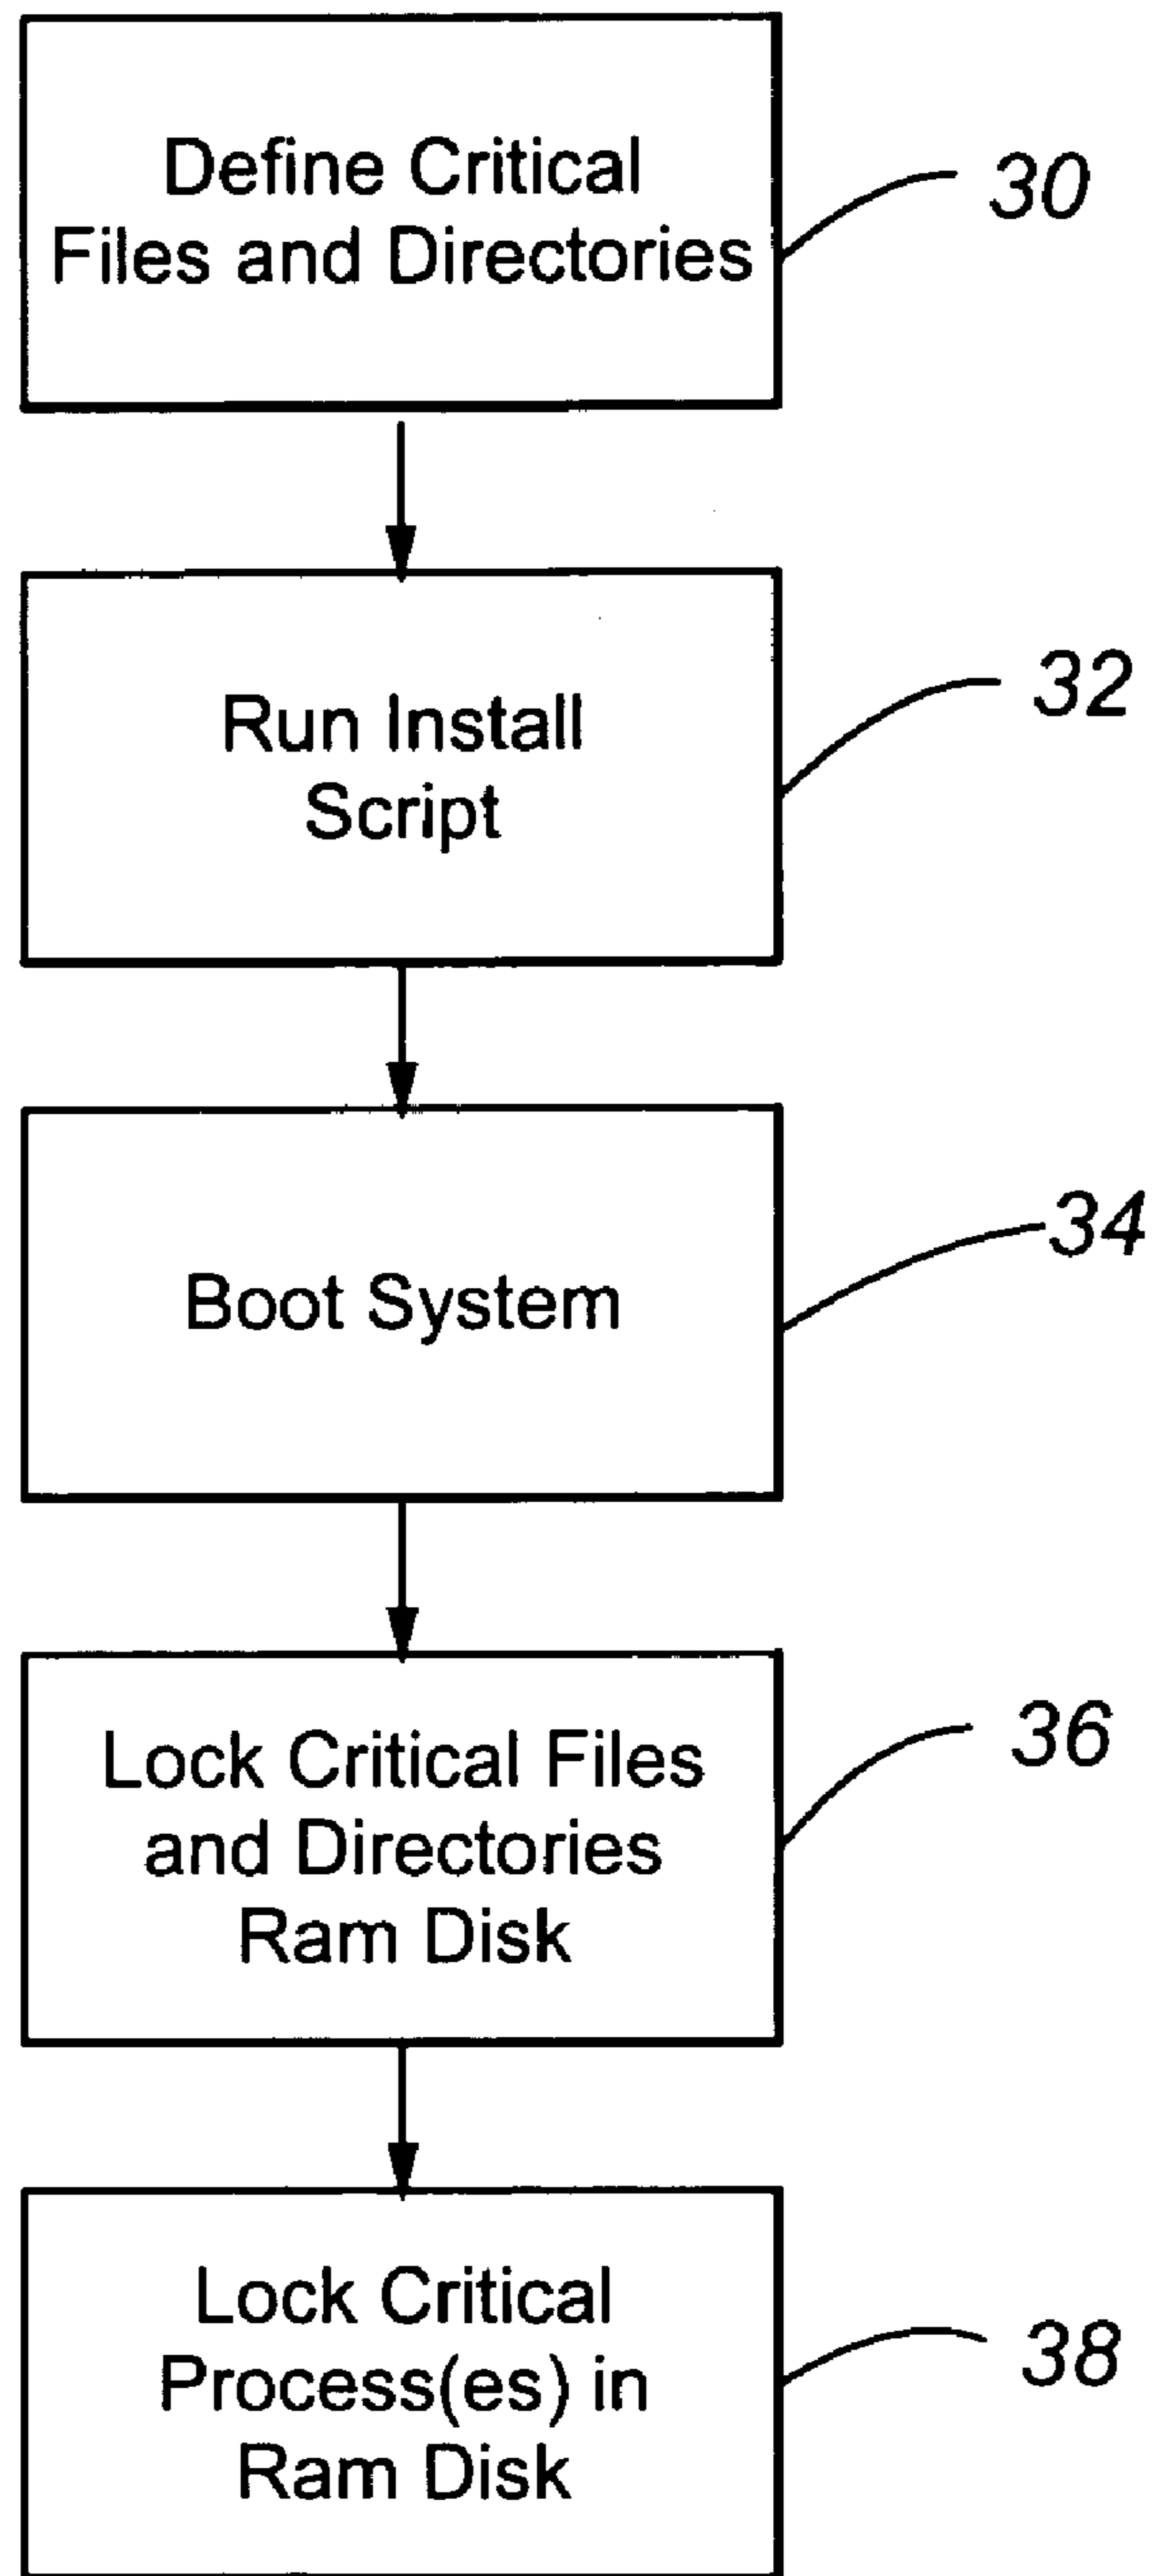 Define Critical
Files and Directories
30
Run Install
Script
32
Boot System
34
Lock Critical Files
and Directories
Ram Disk
36
Lock Critical
Process(es) in
Ram Disk
38